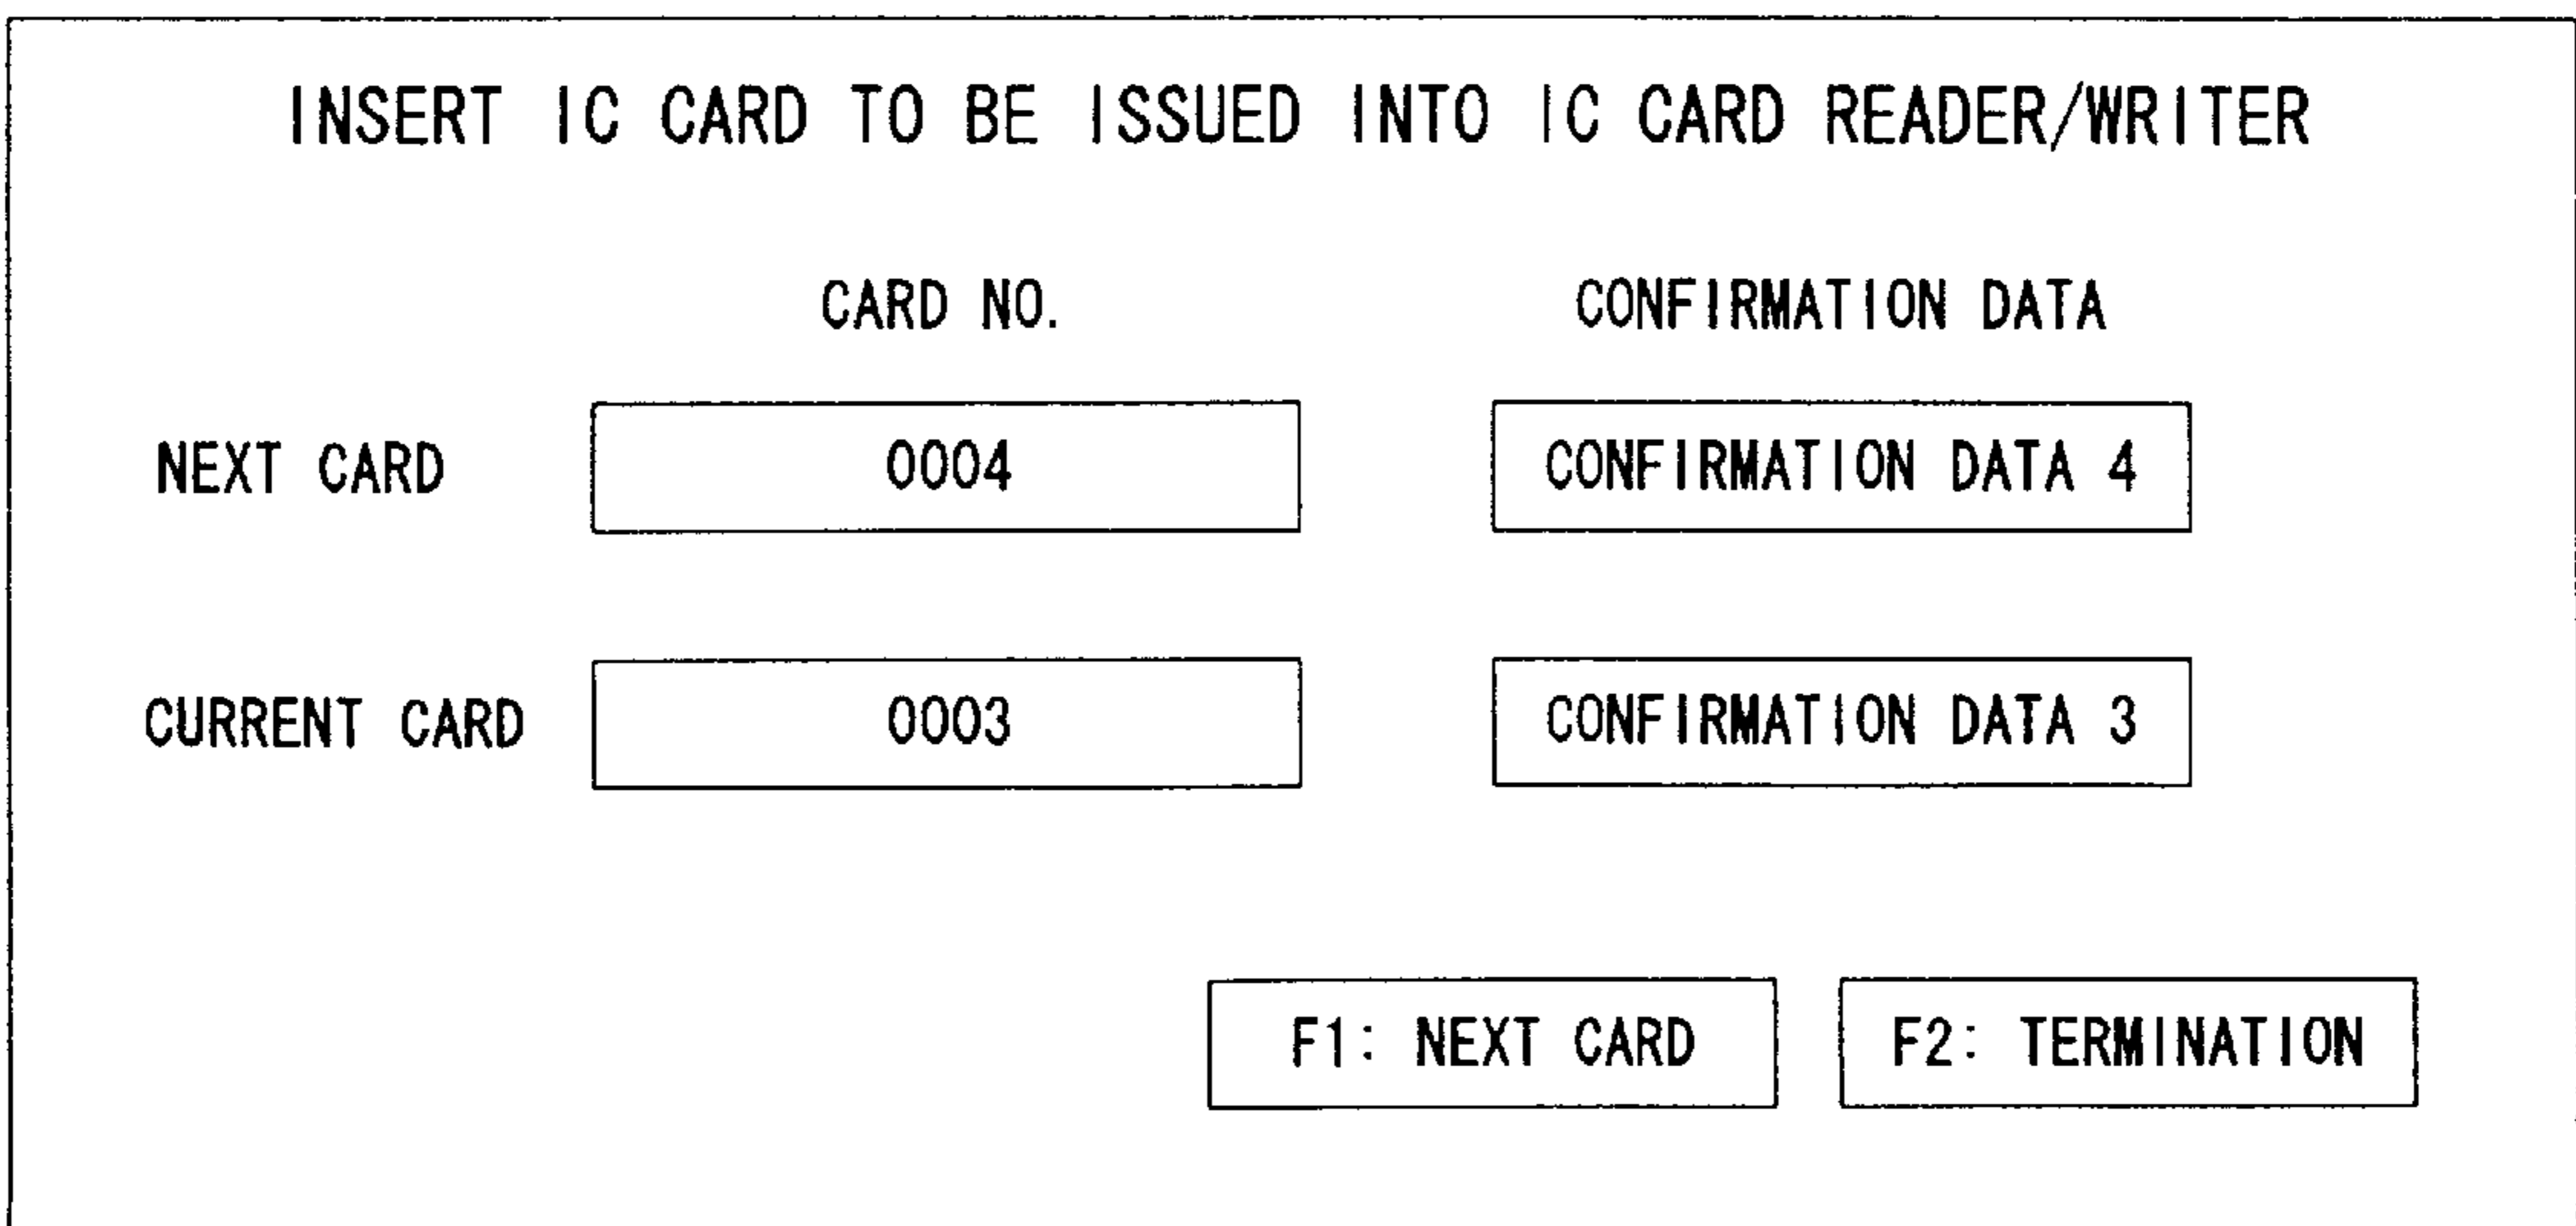 INSERT IC CARD TO BE ISSUED INTO IC CARD READER/WRITER
CARD NO. CONFIRMATION DATA
NEXT CARD 0004 CONFIRMATION DATA 4
CURRENT CARD 0003 CONFIRMATION DATA 3
F1: NEXT CARD F2: TERMINATION